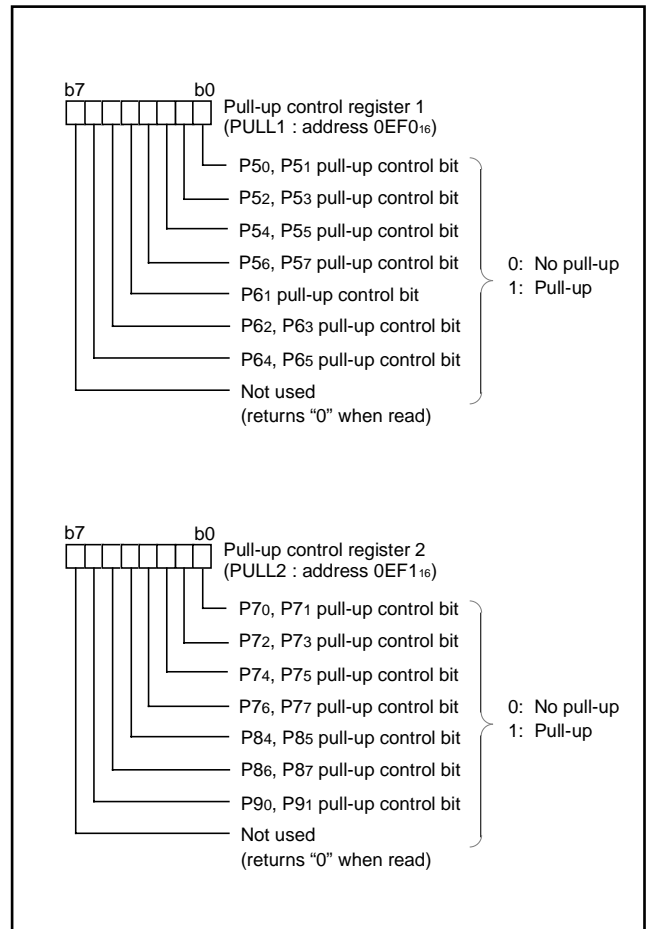 b7 b0
Pull-up control register 1
(PULL1 : address 0EF0₁₆)
P5₀, P5₁ pull-up control bit
P5₂, P5₃ pull-up control bit
P5₄, P5₅ pull-up control bit
P5₆, P5₇ pull-up control bit
P6₁ pull-up control bit
P6₂, P6₃ pull-up control bit
P6₄, P6₅ pull-up control bit
Not used
(returns “0” when read)
0: No pull-up
1: Pull-up
b7 b0
Pull-up control register 2
(PULL2 : address 0EF1₁₆)
P7₀, P7₁ pull-up control bit
P7₂, P7₃ pull-up control bit
P7₄, P7₅ pull-up control bit
P7₆, P7₇ pull-up control bit
P8₄, P8₅ pull-up control bit
P8₆, P8₇ pull-up control bit
P9₀, P9₁ pull-up control bit
Not used
(returns “0” when read)
0: No pull-up
1: Pull-up